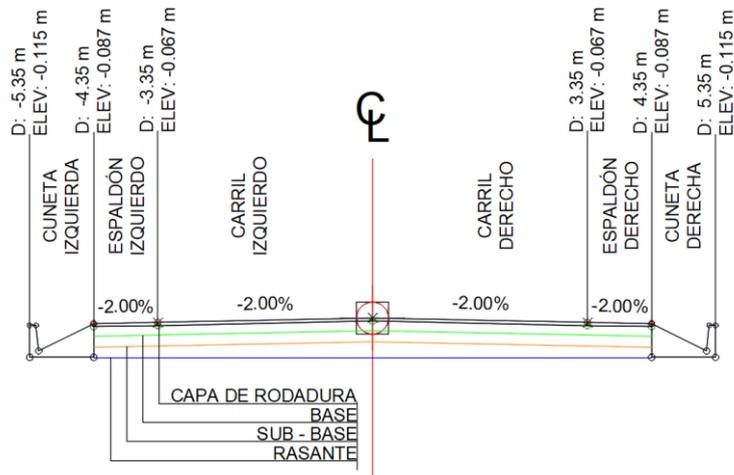 D: -5.35 m
ELEV: -0.115 m
D: -4.35 m
ELEV: -0.087 m
D: -3.35 m
ELEV: -0.067 m
D: 3.35 m
ELEV: -0.067 m
D: 4.35 m
ELEV: -0.087 m
D: 5.35 m
ELEV: -0.115 m
CL
CUNETA
IZQUIERDA
ESPALDÓN
IZQUIERDO
CARRIL
IZQUIERDO
CARRIL
DERECHO
ESPALDÓN
DERECHO
CUNETA
DERECHA
-2.00%
-2.00%
-2.00%
-2.00%
CAPA DE RODADURA
BASE
SUB - BASE
RASANTE